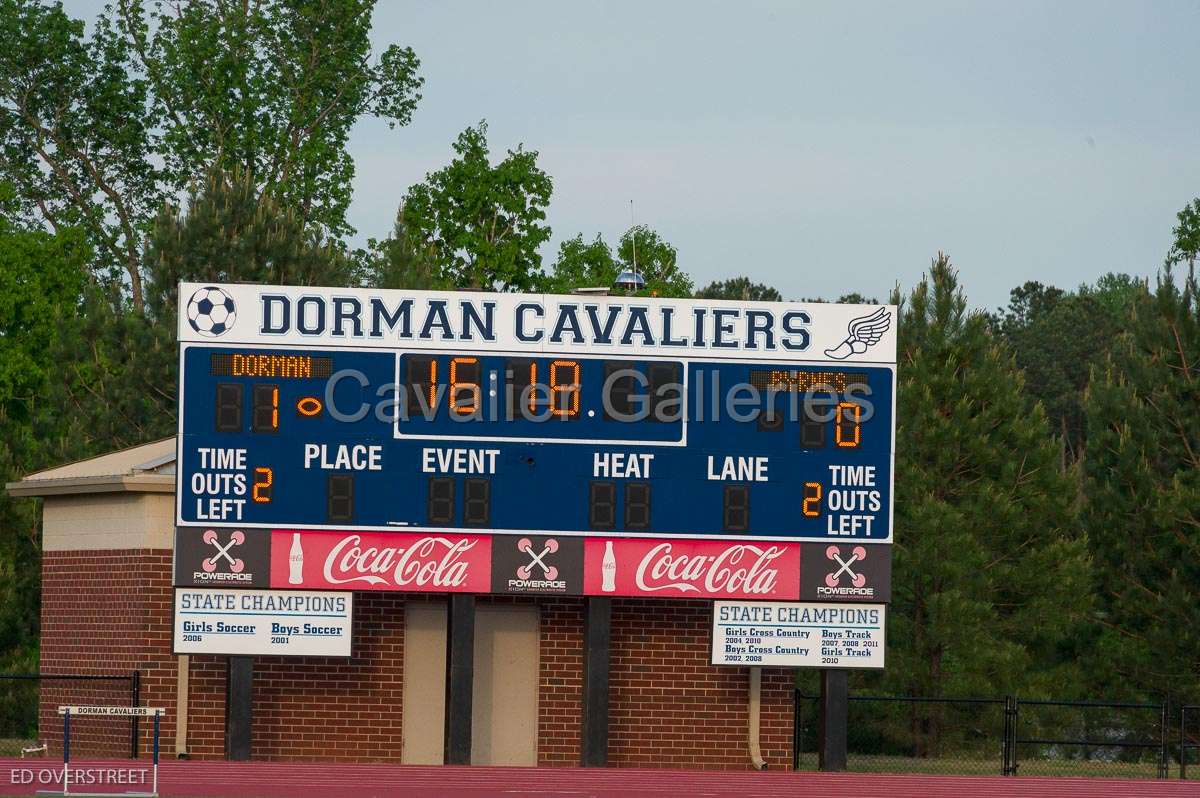 DORMAN CAVALIERS
DORMAN 16:18. BYRNES
1 0
Cavalier Galleries
TIME OUTS LEFT 2
PLACE EVENT HEAT LANE
2 TIME OUTS LEFT
POWERADE Coca-Cola POWERADE Coca-Cola POWERADE
STATE CHAMPIONS
Girls Soccer Boys Soccer
2006 2001
STATE CHAMPIONS
Girls Cross Country Boys Track
2004, 2010 2007, 2008 2011
Boys Cross Country Girls Track
2002, 2008 2010
DORMAN CAVALIERS
ED OVERSTREET